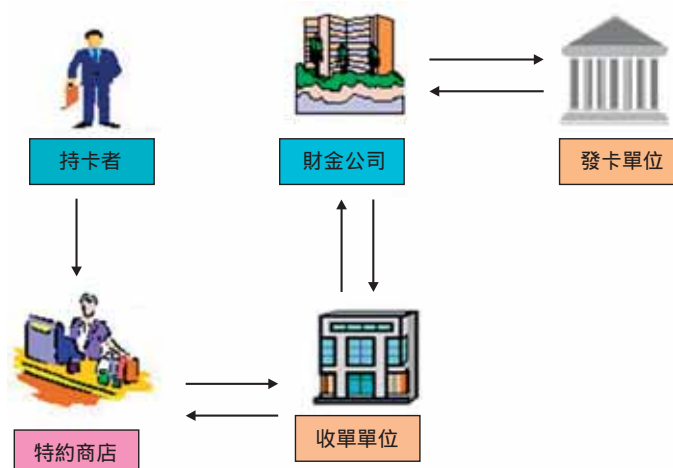 持卡者
財金公司
發卡單位
特約商店
收單單位